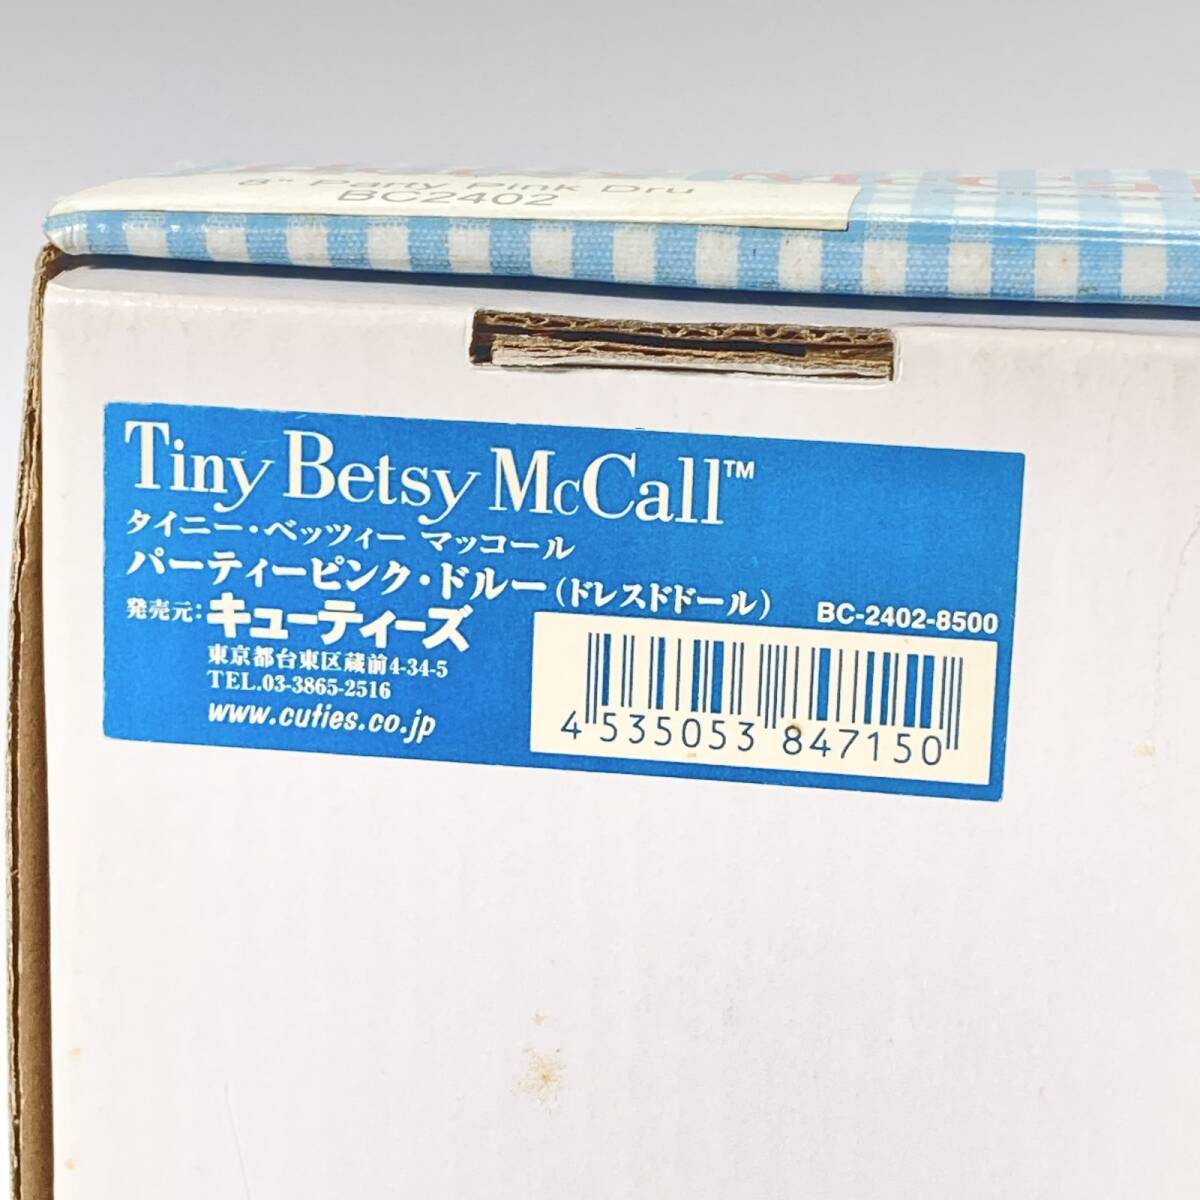 8" Party Pink Dru
BC2402
Tiny Betsy McCall™
タイニー・ベッツィー マッコール
パーティーピンク・ドルー(ドレスドドール)
BC-2402-8500
発売元:キューティーズ
東京都台東区蔵前4-34-5
TEL.03-3865-2516
www.cuties.co.jp
4 535053 847150